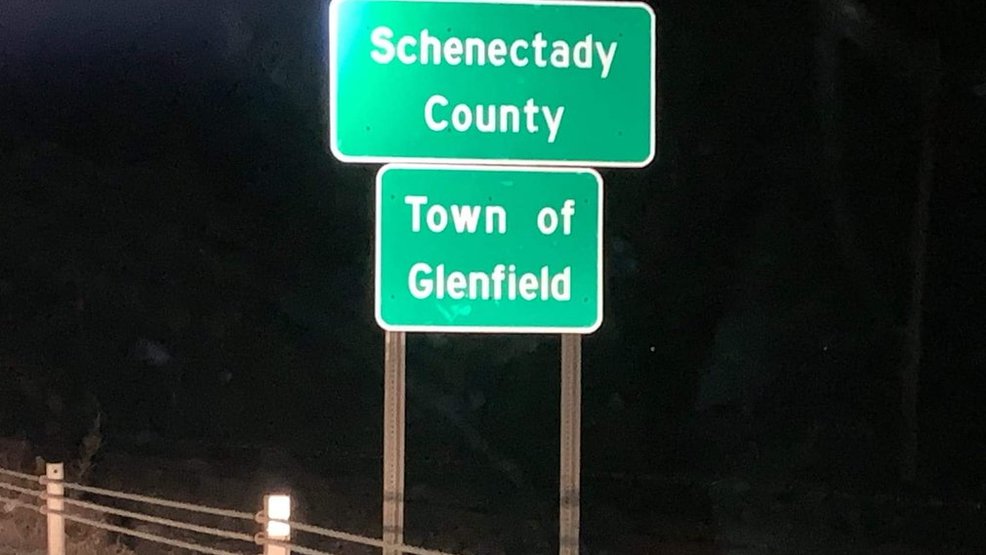 Schenectady
County
Town of
Glenfield